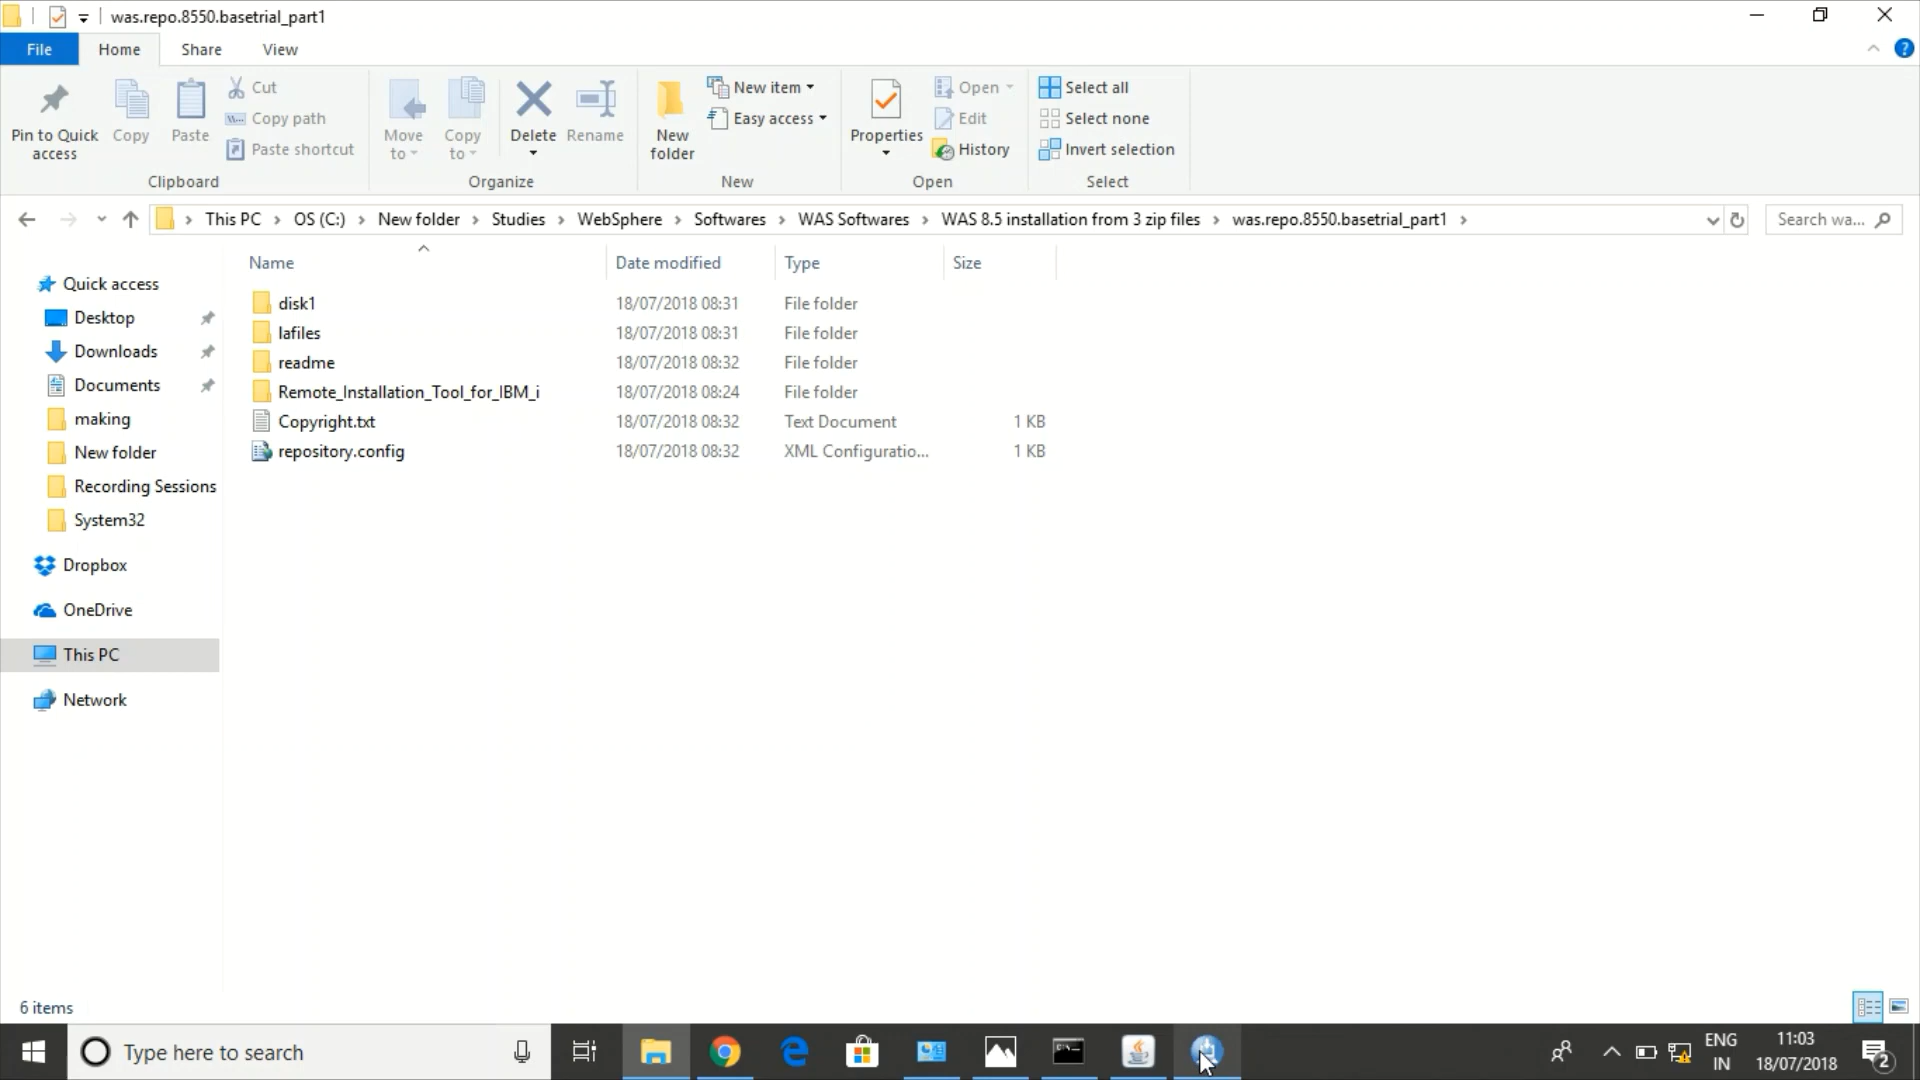 was.repo.8550.basetrial_part1
File Home Share View
Pin to Quick access
Copy
Paste
Cut
Copy path
Paste shortcut
Clipboard
Move to
Copy to
Delete
Rename
Organize
New folder
New item
Easy access
New
Properties
Open
Edit
History
Open
Select all
Select none
Invert selection
Select
This PC > OS (C:) > New folder > Studies > WebSphere > Softwares > WAS Softwares > WAS 8.5 installation from 3 zip files > was.repo.8550.basetrial_part1 >
Search wa...
Name Date modified Type Size
disk1 18/07/2018 08:31 File folder
lafiles 18/07/2018 08:31 File folder
readme 18/07/2018 08:32 File folder
Remote_Installation_Tool_for_IBM_i 18/07/2018 08:24 File folder
Copyright.txt 18/07/2018 08:32 Text Document 1 KB
repository.config 18/07/2018 08:32 XML Configuratio... 1 KB
Quick access
Desktop
Downloads
Documents
making
New folder
Recording Sessions
System32
Dropbox
OneDrive
This PC
Network
6 items
Type here to search
ENG
IN
11:03
18/07/2018
2